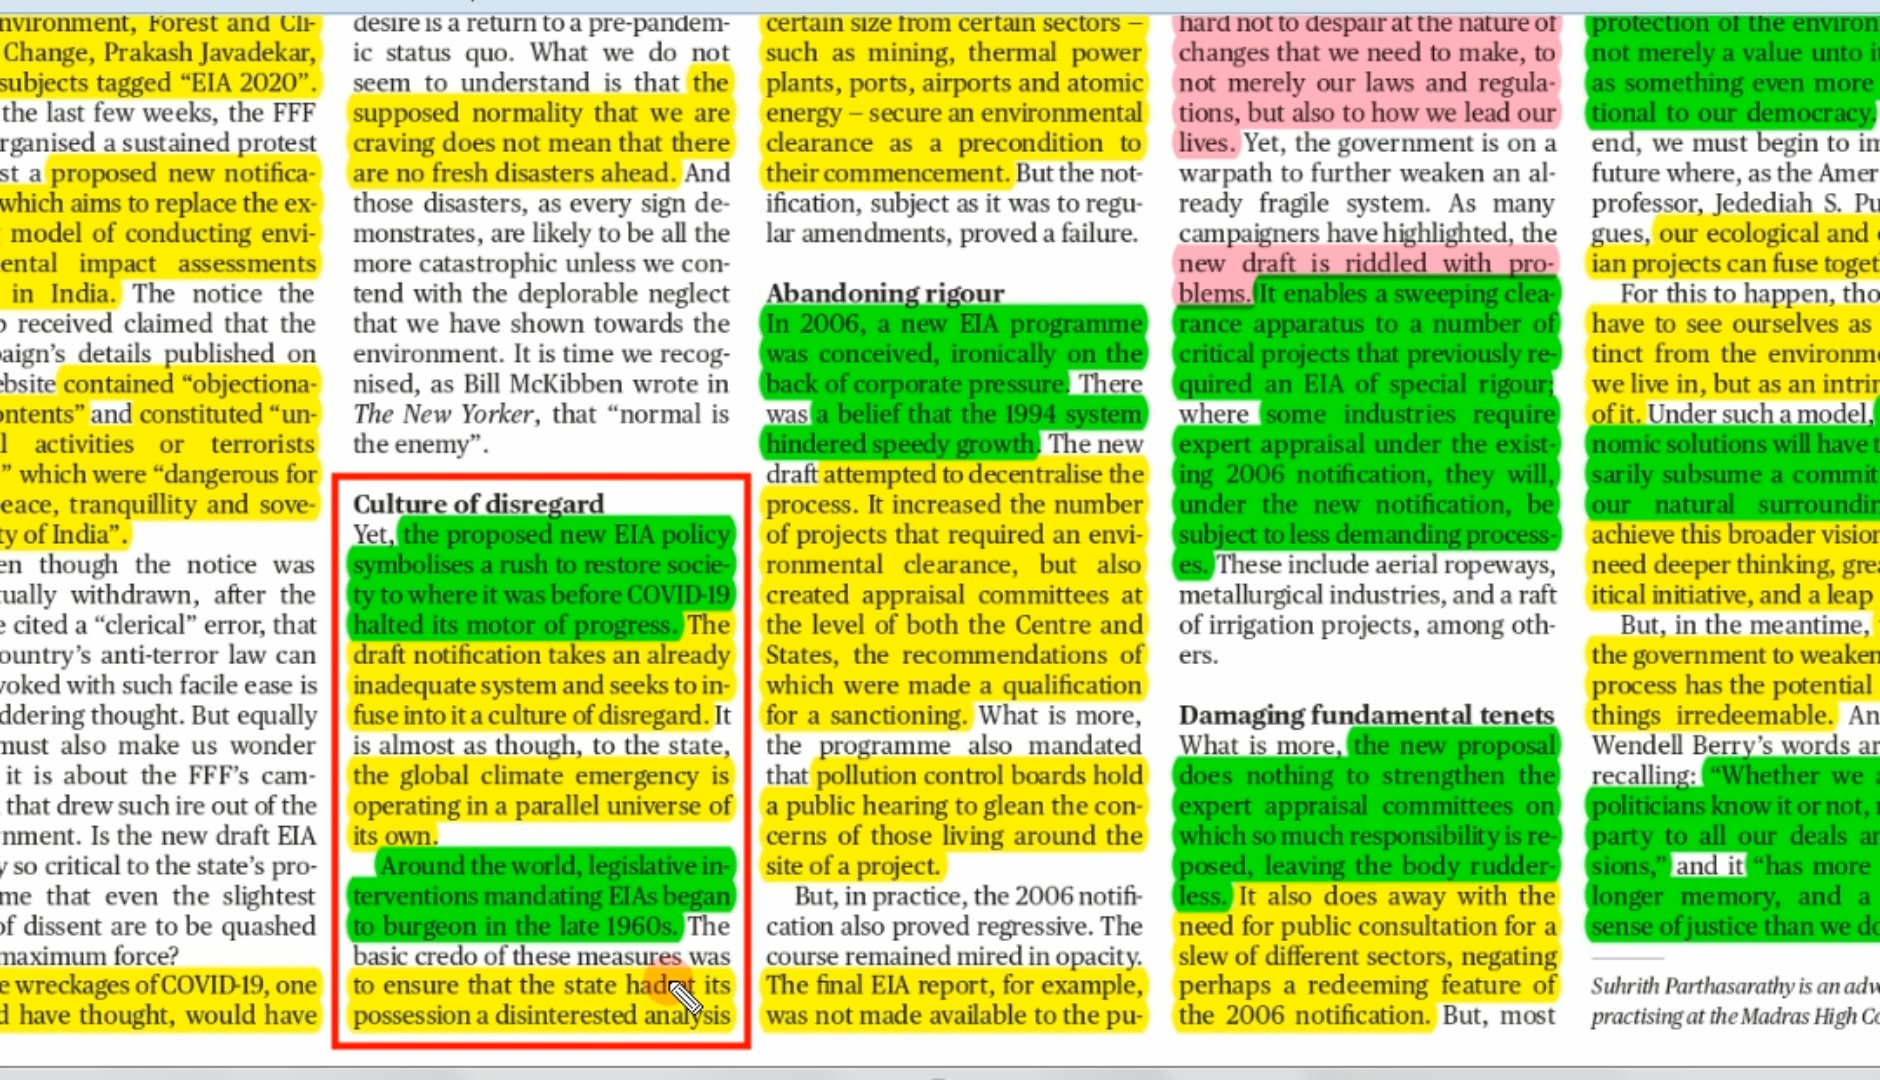 nvironment, Forest and Cli-
Change, Prakash Javadekar,
subjects tagged “EIA 2020”.
the last few weeks, the FFF
rganised a sustained protest
st a proposed new notifica-
which aims to replace the ex-
model of conducting envi-
ental impact assessments
in India. The notice the
received claimed that the
aign’s details published on
ebsite contained “objectiona-
ontents” and constituted “un-
l activities or terrorists
” which were “dangerous for
eace, tranquillity and sove-
ty of India”.
en though the notice was
tually withdrawn, after the
e cited a “clerical” error, that
ountry’s anti-terror law can
voked with such facile ease is
ddering thought. But equally
must also make us wonder
it is about the FFF’s cam-
that drew such ire out of the
rnment. Is the new draft EIA
y so critical to the state’s pro-
me that even the slightest
of dissent are to be quashed
maximum force?
e wreckages of COVID-19, one
d have thought, would have
desire is a return to a pre-pandem-
ic status quo. What we do not
seem to understand is that the
supposed normality that we are
craving does not mean that there
are no fresh disasters ahead. And
those disasters, as every sign de-
monstrates, are likely to be all the
more catastrophic unless we con-
tend with the deplorable neglect
that we have shown towards the
environment. It is time we recog-
nised, as Bill McKibben wrote in
The New Yorker, that “normal is
the enemy”.
Culture of disregard
Yet, the proposed new EIA policy
symbolises a rush to restore socie-
ty to where it was before COVID-19
halted its motor of progress. The
draft notification takes an already
inadequate system and seeks to in-
fuse into it a culture of disregard. It
is almost as though, to the state,
the global climate emergency is
operating in a parallel universe of
its own.
Around the world, legislative in-
terventions mandating EIAs began
to burgeon in the late 1960s. The
basic credo of these measures was
to ensure that the state had at its
possession a disinterested analysis
certain size from certain sectors –
such as mining, thermal power
plants, ports, airports and atomic
energy – secure an environmental
clearance as a precondition to
their commencement. But the not-
ification, subject as it was to regu-
lar amendments, proved a failure.
Abandoning rigour
In 2006, a new EIA programme
was conceived, ironically on the
back of corporate pressure. There
was a belief that the 1994 system
hindered speedy growth. The new
draft attempted to decentralise the
process. It increased the number
of projects that required an envi-
ronmental clearance, but also
created appraisal committees at
the level of both the Centre and
States, the recommendations of
which were made a qualification
for a sanctioning. What is more,
the programme also mandated
that pollution control boards hold
a public hearing to glean the con-
cerns of those living around the
site of a project.
But, in practice, the 2006 notifi-
cation also proved regressive. The
course remained mired in opacity.
The final EIA report, for example,
was not made available to the pu-
hard not to despair at the nature of
changes that we need to make, to
not merely our laws and regula-
tions, but also to how we lead our
lives. Yet, the government is on a
warpath to further weaken an al-
ready fragile system. As many
campaigners have highlighted, the
new draft is riddled with pro-
blems. It enables a sweeping clea-
rance apparatus to a number of
critical projects that previously re-
quired an EIA of special rigour;
where some industries require
expert appraisal under the exist-
ing 2006 notification, they will,
under the new notification, be
subject to less demanding process-
es. These include aerial ropeways,
metallurgical industries, and a raft
of irrigation projects, among oth-
ers.
Damaging fundamental tenets
What is more, the new proposal
does nothing to strengthen the
expert appraisal committees on
which so much responsibility is re-
posed, leaving the body rudder-
less. It also does away with the
need for public consultation for a
slew of different sectors, negating
perhaps a redeeming feature of
the 2006 notification. But, most
protection of the environ
not merely a value unto i
as something even more
tional to our democracy.
end, we must begin to im
future where, as the Amer
professor, Jedediah S. Pu
gues, our ecological and
ian projects can fuse toget
For this to happen, tho
have to see ourselves as
tinct from the environme
we live in, but as an intrin
of it. Under such a model,
nomic solutions will have t
sarily subsume a commit
our natural surroundin
achieve this broader vision
need deeper thinking, grea
itical initiative, and a leap
But, in the meantime,
the government to weaken
process has the potential
things irredeemable. An
Wendell Berry’s words ar
recalling: “Whether we a
politicians know it or not,
party to all our deals an
sions,” and it “has more
longer memory, and a
sense of justice than we do
Suhrith Parthasarathy is an adv
practising at the Madras High Co